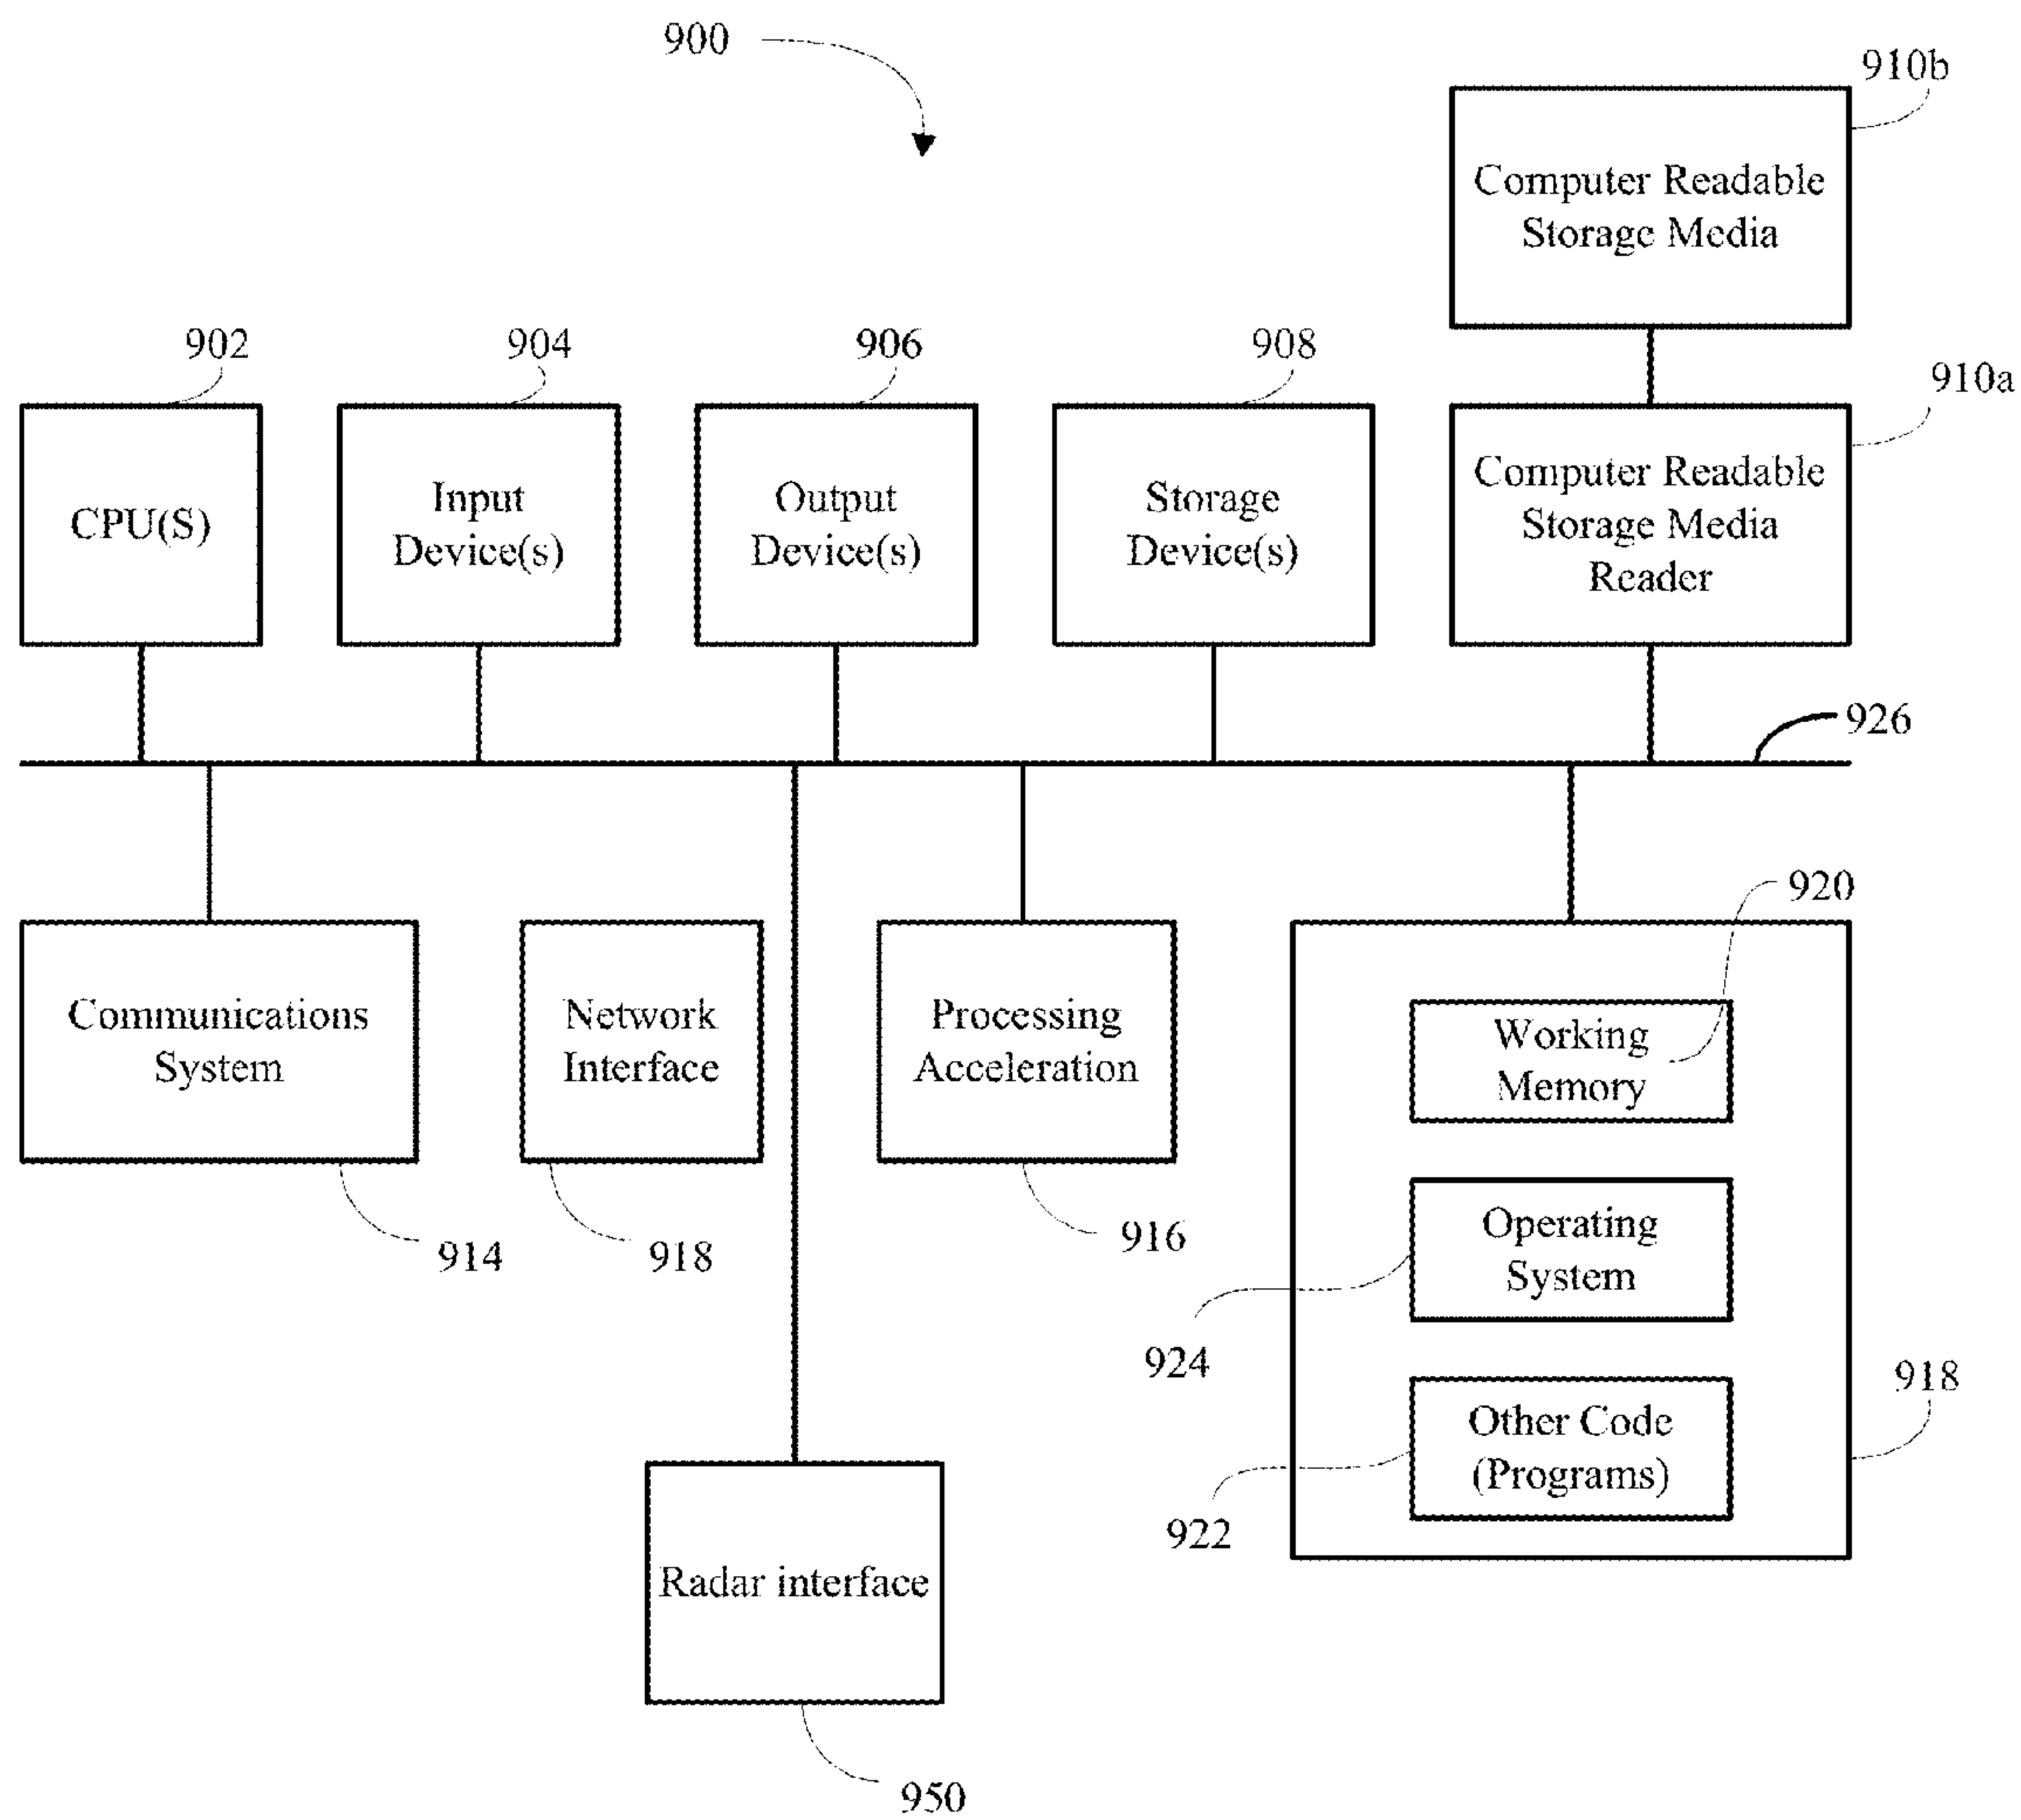 900
910b
Computer Readable
Storage Media
902
904
906
908
910a
CPU(S)
Input
Device(s)
Output
Device(s)
Storage
Device(s)
Computer Readable
Storage Media
Reader
926
920
Communications
System
Network
Interface
Processing
Acceleration
Working
Memory
914
918
916
Operating
System
924
918
Other Code
(Programs)
922
Radar interface
950